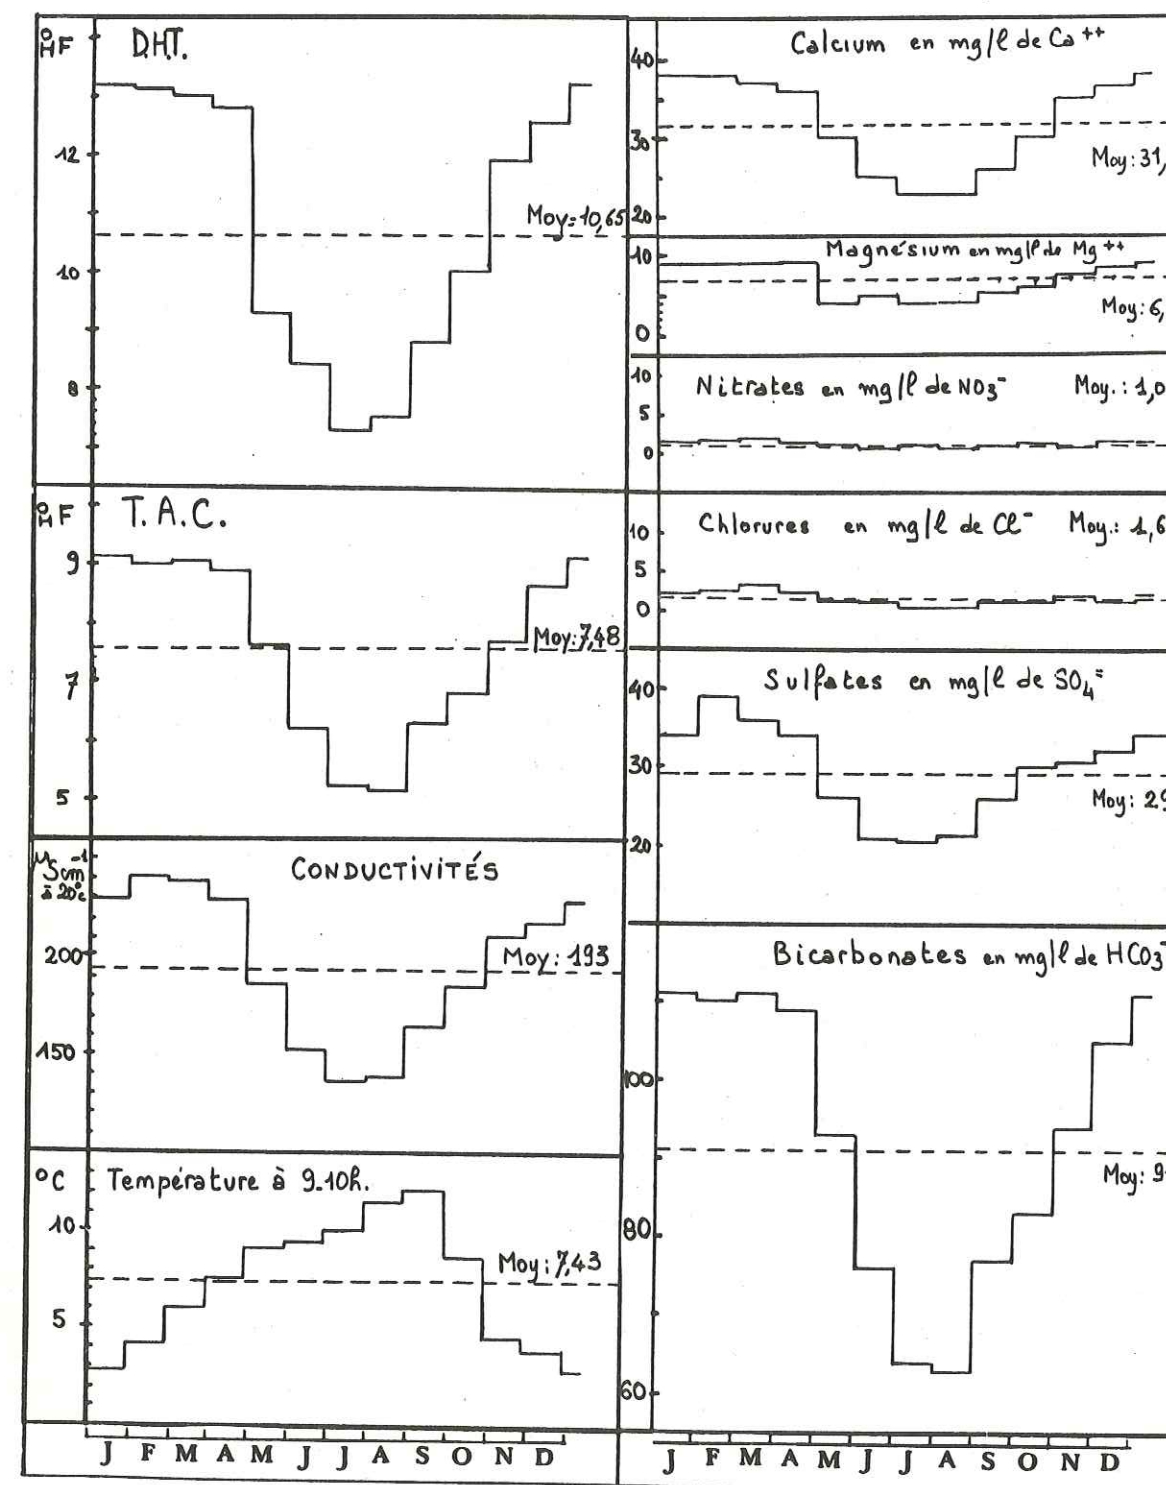 °HF D.H.T.
12
10
8
Moy: 10,65
°HF T.A.C.
9
7
5
Moy: 7,48
µS cm⁻¹
à 20°c
CONDUCTIVITÉS
200
150
Moy: 193
°C Température à 9-10h.
10
5
Moy: 7,43
J F M A M J J A S O N D
Calcium en mg/l de Ca⁺⁺
40
30
20
Moy: 31,
Magnésium en mg/l de Mg⁺⁺
10
0
Moy: 6,
Nitrates en mg/l de NO₃⁻ Moy.: 1,0
10
5
0
Chlorures en mg/l de Cl⁻ Moy.: 1,6
10
5
0
Sulfates en mg/l de SO₄⁼
40
30
20
Moy: 29
Bicarbonates en mg/l de HCO₃⁻
100
80
60
Moy: 9
J F M A M J J A S O N D